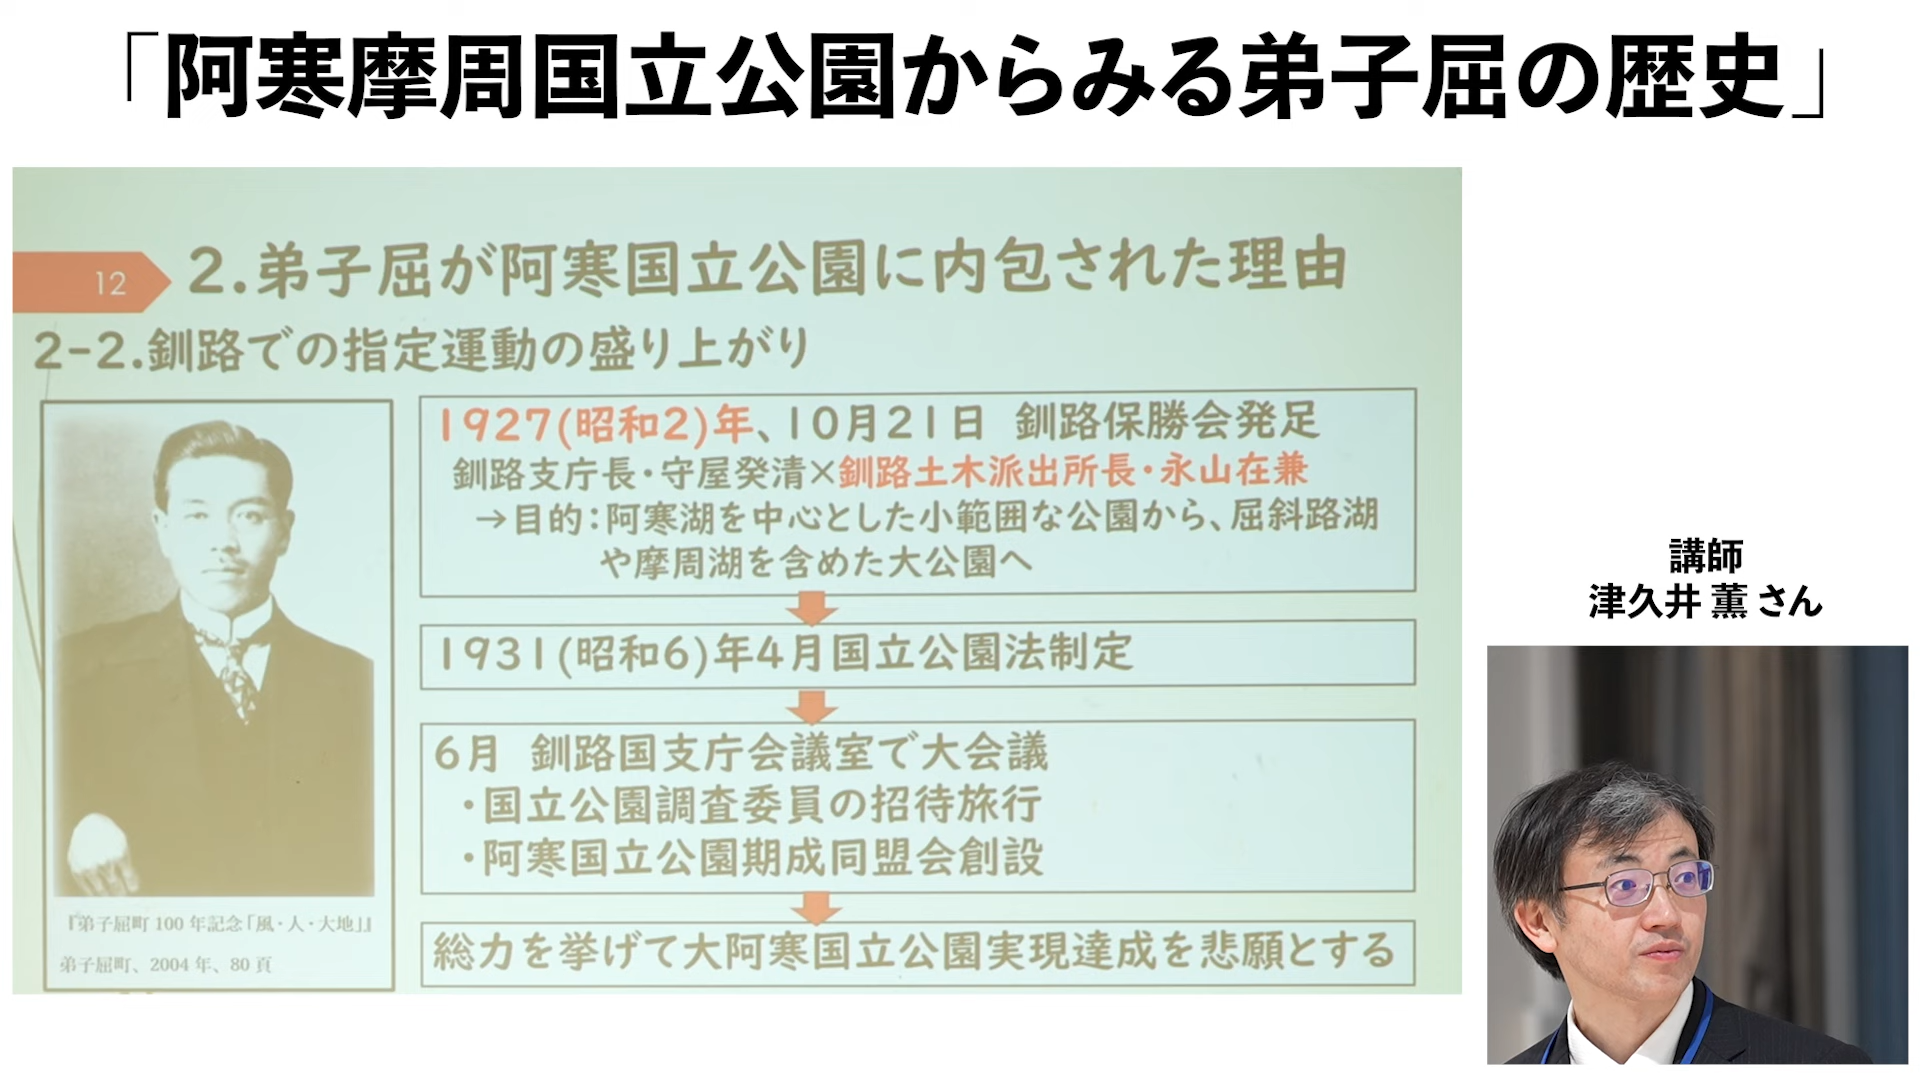 「阿寒摩周国立公園からみる弟子屈の歴史」
12
2.弟子屈が阿寒国立公園に内包された理由
2-2.釧路での指定運動の盛り上がり
1927(昭和2)年、10月21日 釧路保勝会発足
釧路支庁長・守屋発清×釧路土木派出所長・永山在兼
→目的：阿寒湖を中心とした小範囲な公園から、屈斜路湖
や摩周湖を含めた大公園へ
1931(昭和6)年4月国立公園法制定
6月 釧路国支庁会議室で大会議
・国立公園調査委員の招待旅行
・阿寒国立公園期成同盟会創設
総力を挙げて大阿寒国立公園実現達成を悲願とする
『弟子屈町 100 年記念「風・人・大地」』
弟子屈町、2004 年、80 頁
講師
津久井 薫 さん